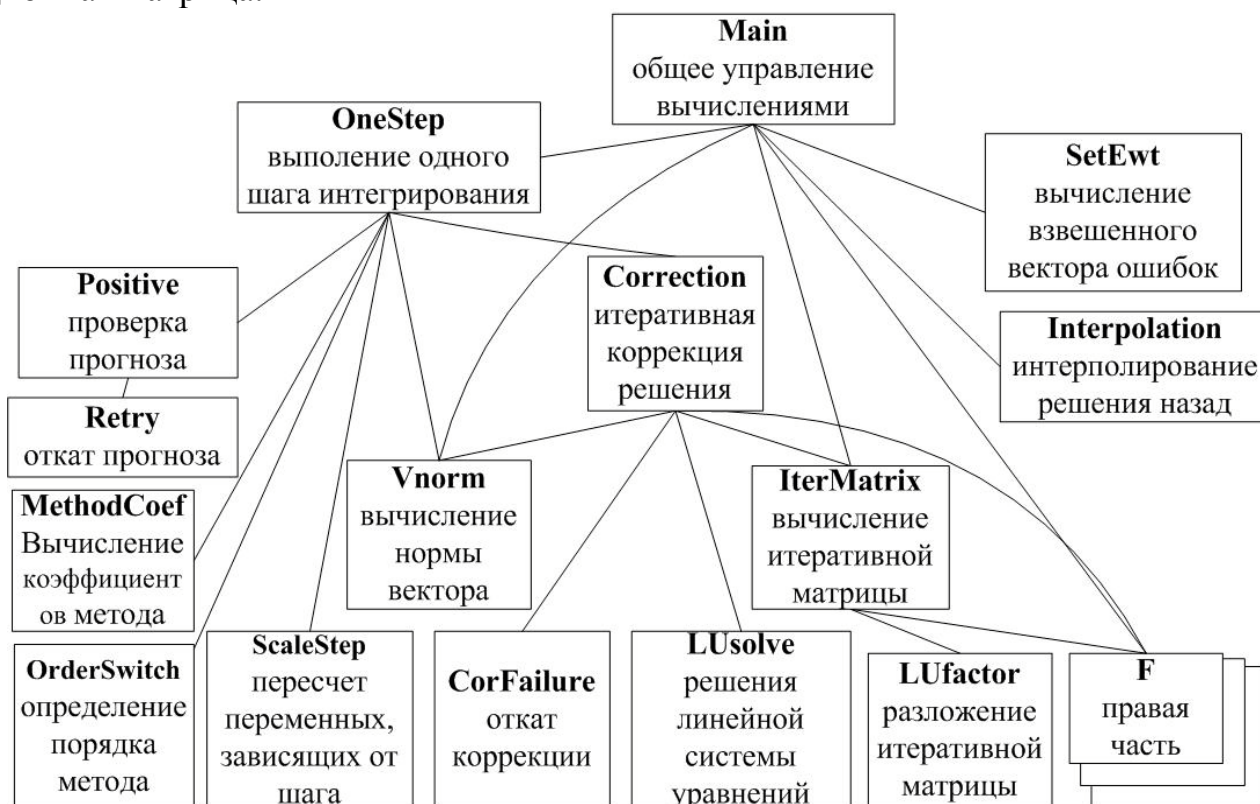 Main
общее управление
вычислениями
OneStep
выполение одного
шага интегрирования
SetEwt
вычисление
взвешенного
вектора ошибок
Positive
проверка
прогноза
Correction
итеративная
коррекция
решения
Interpolation
интерполирование
решения назад
Retry
откат прогноза
Vnorm
вычисление
нормы
вектора
IterMatrix
вычисление
итеративной
матрицы
MethodCoef
Вычисление
коэффициент
ов метода
OrderSwitch
определение
порядка
метода
ScaleStep
пересчет
переменных,
зависящих от
шага
CorFailure
откат
коррекции
LUsolve
решения
линейной
системы
уравнений
LUfactor
разложение
итеративной
матрицы
F
правая
часть